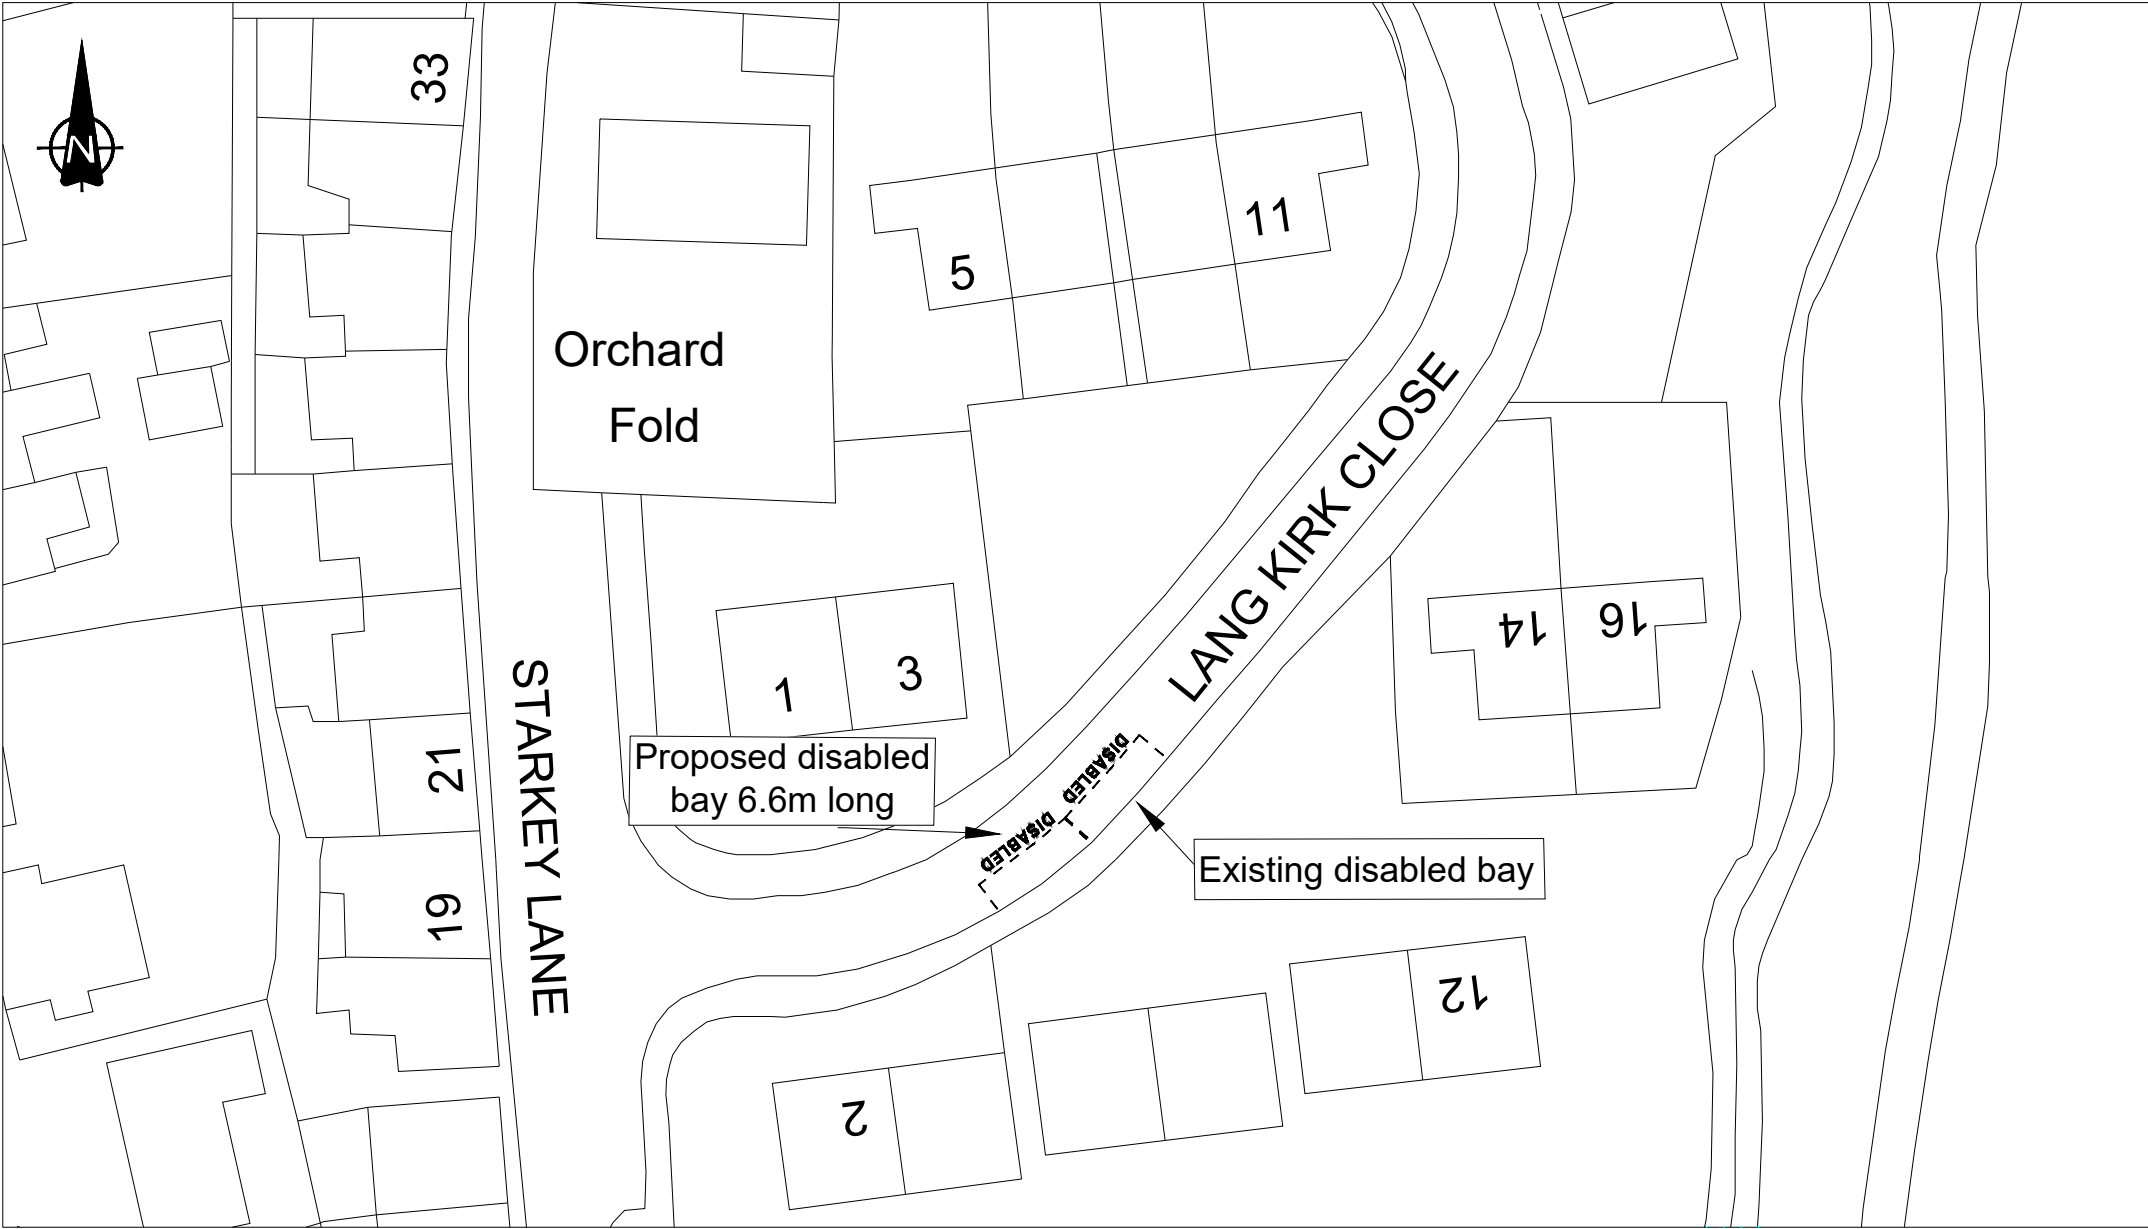 33
N
11
5
Orchard
Fold
LANG KIRK CLOSE
14
16
3
1
STARKEY LANE
21
Proposed disabled
bay 6.6m long
DISABLED
DISABLED
Existing disabled bay
19
12
2